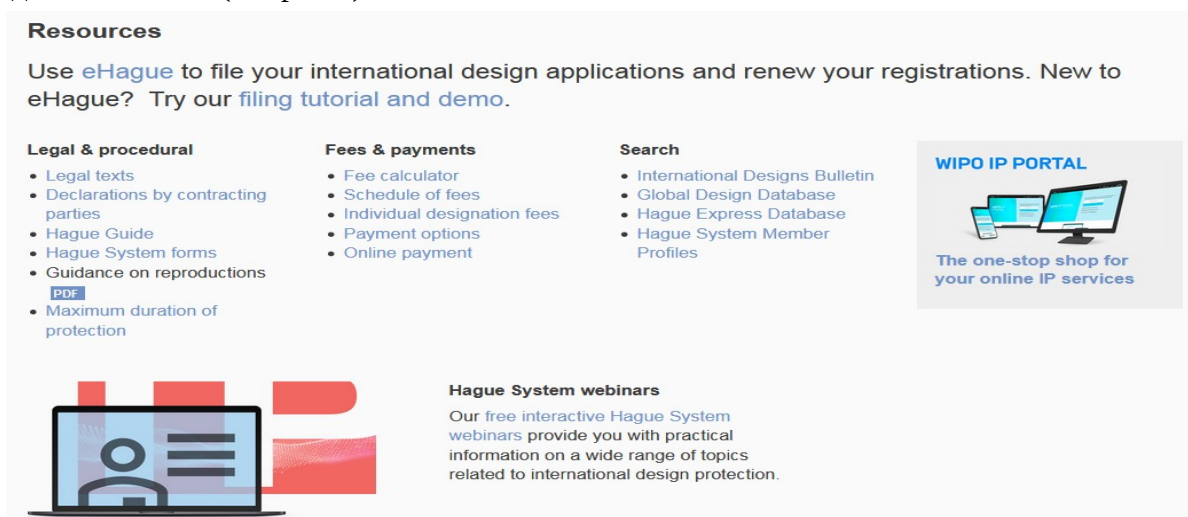 Resources
Use eHague to file your international design applications and renew your registrations. New to
eHague? Try our filing tutorial and demo.
Legal & procedural
• Legal texts
• Declarations by contracting
parties
• Hague Guide
• Hague System forms
• Guidance on reproductions
PDF
• Maximum duration of
protection
Fees & payments
• Fee calculator
• Schedule of fees
• Individual designation fees
• Payment options
• Online payment
Search
• International Designs Bulletin
• Global Design Database
• Hague Express Database
• Hague System Member
Profiles
WIPO IP PORTAL
The one-stop shop for
your online IP services
Hague System webinars
Our free interactive Hague System
webinars provide you with practical
information on a wide range of topics
related to international design protection.